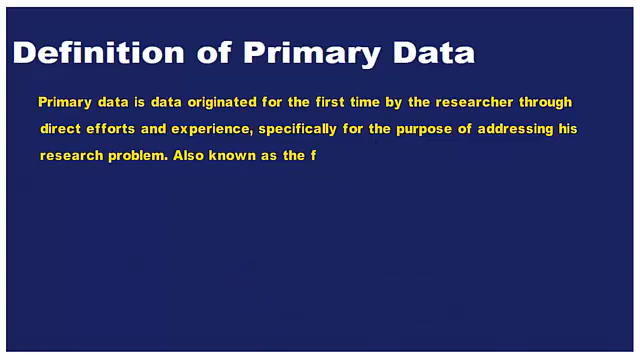 Definition of Primary Data
Primary data is data originated for the first time by the researcher through
direct efforts and experience, specifically for the purpose of addressing his
research problem. Also known as the f